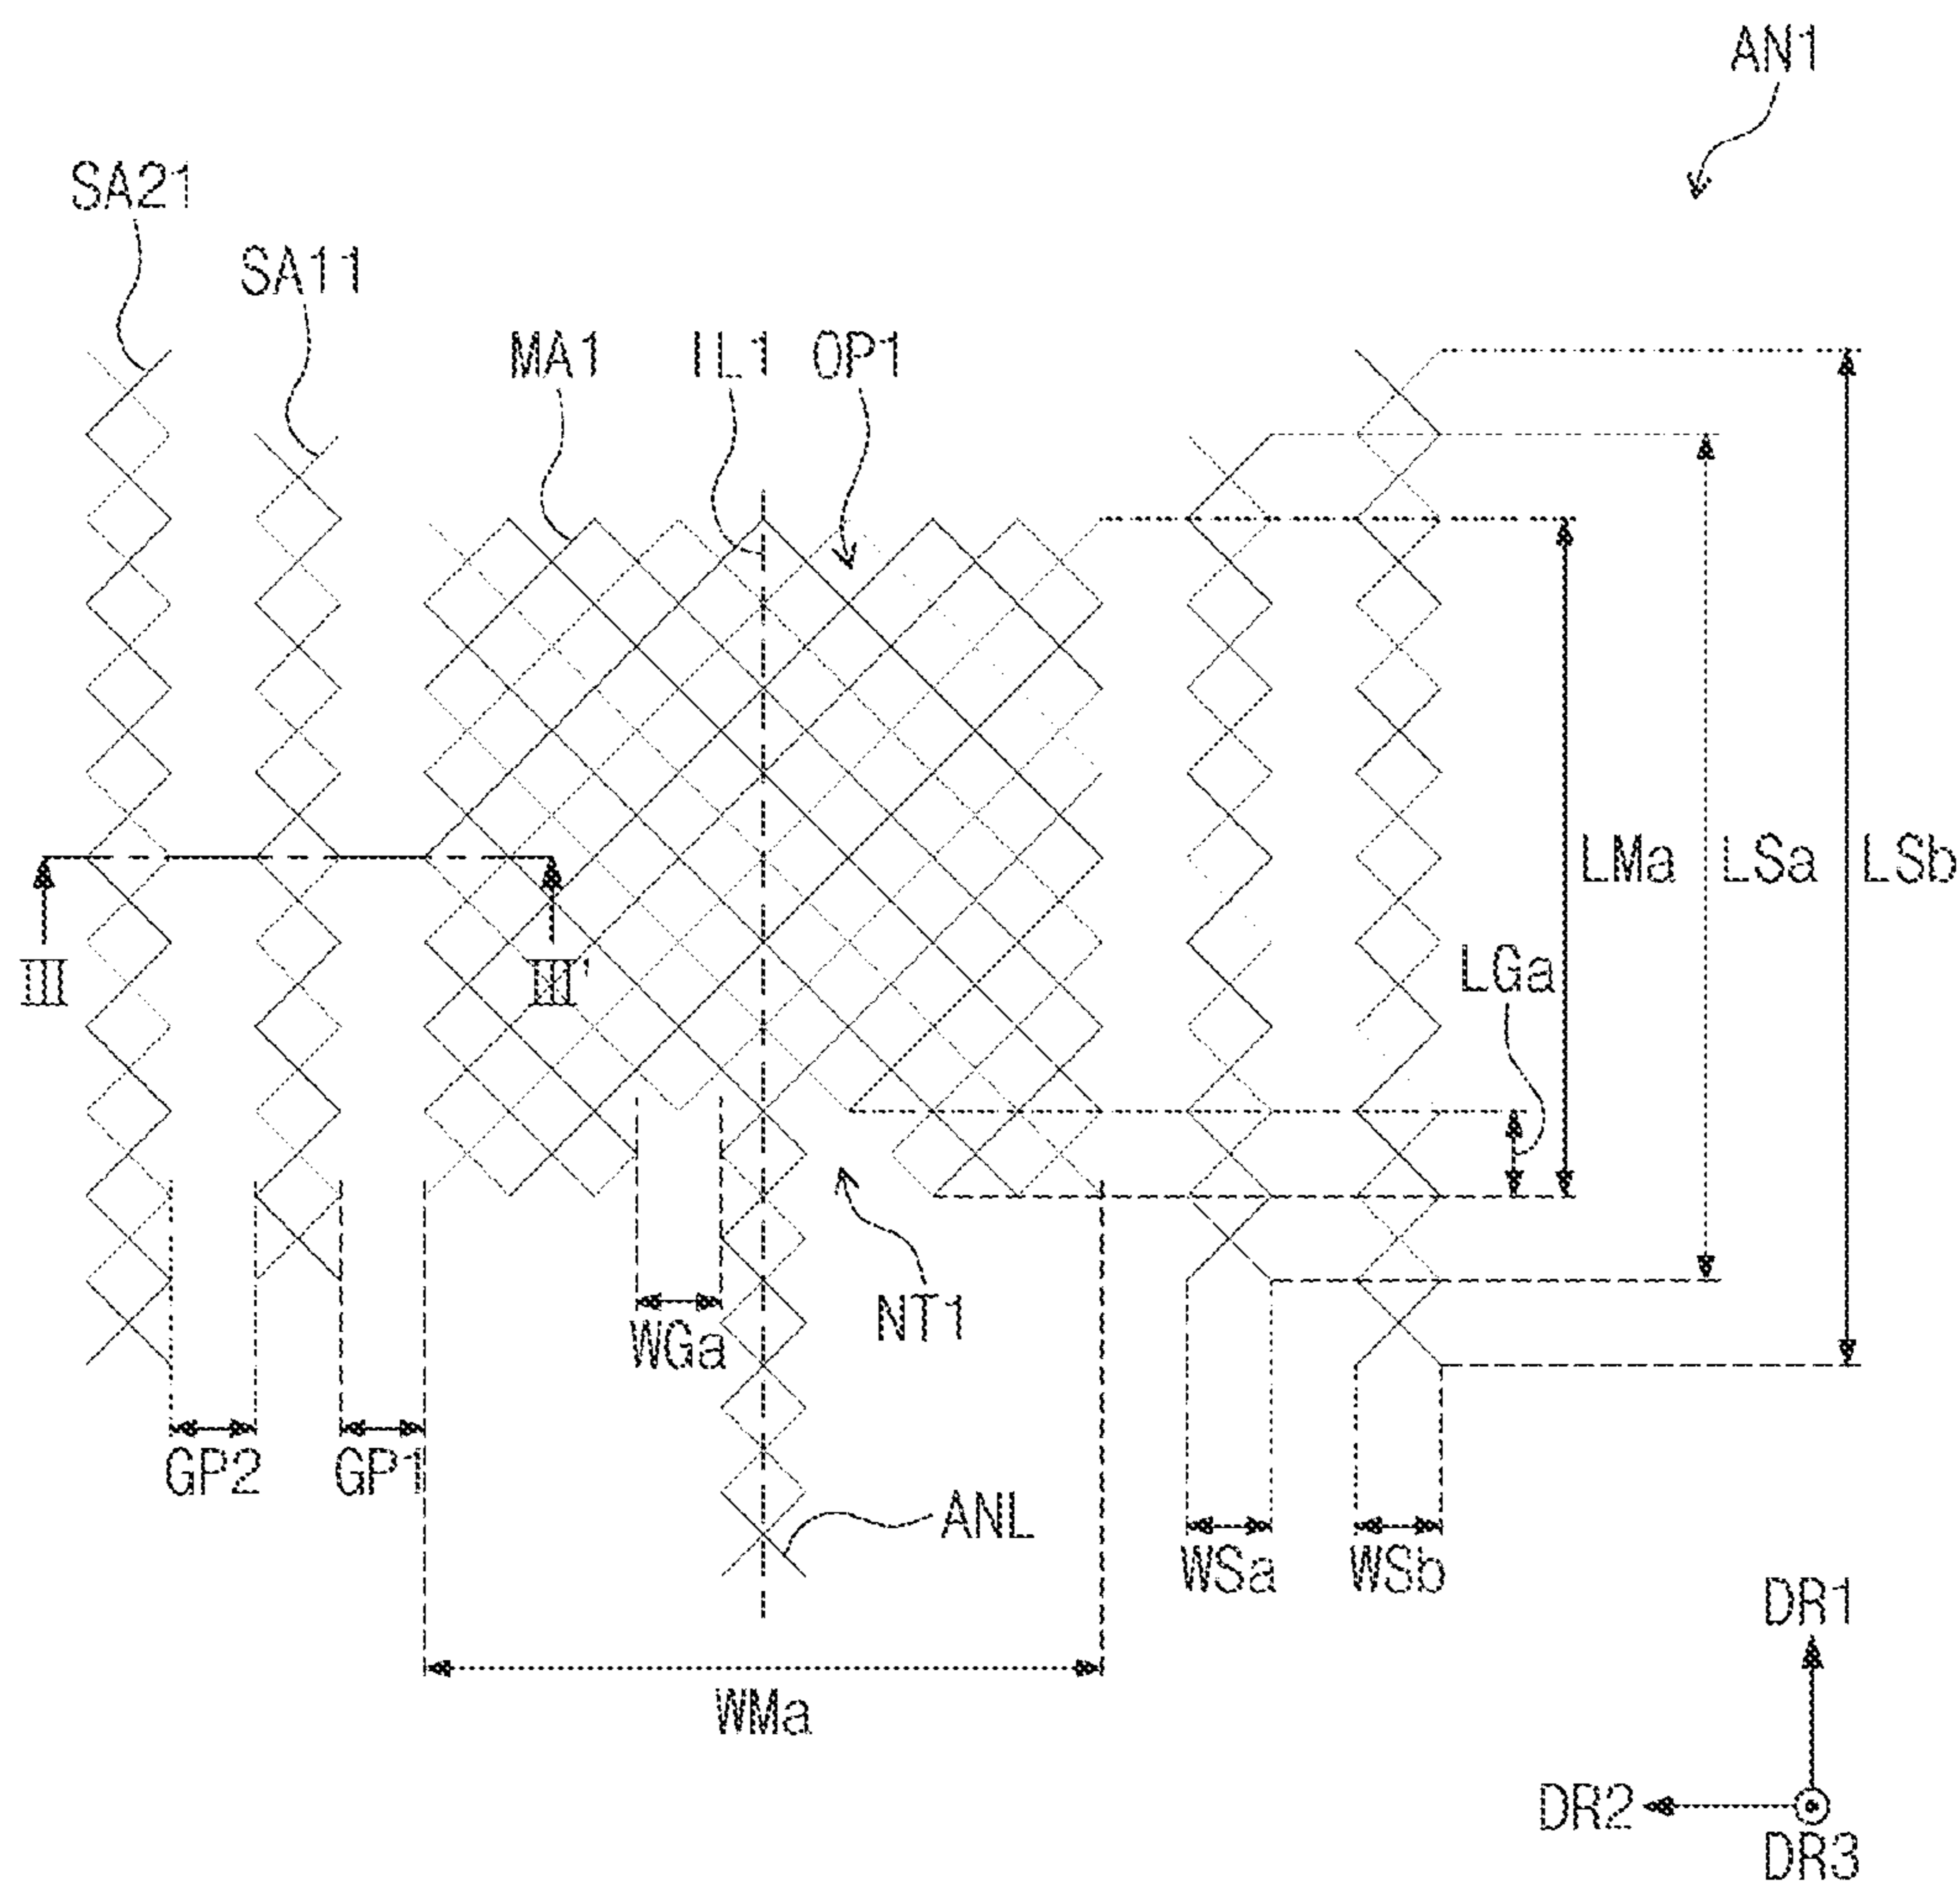 AN1
SA21
SA11
MA1 IL1 OP1
LMa LSa LSb
LGa
III III'
NT1
WGa
GP2 GP1
ANL
WSa WSb
DR1
WMa
DR2
DR3